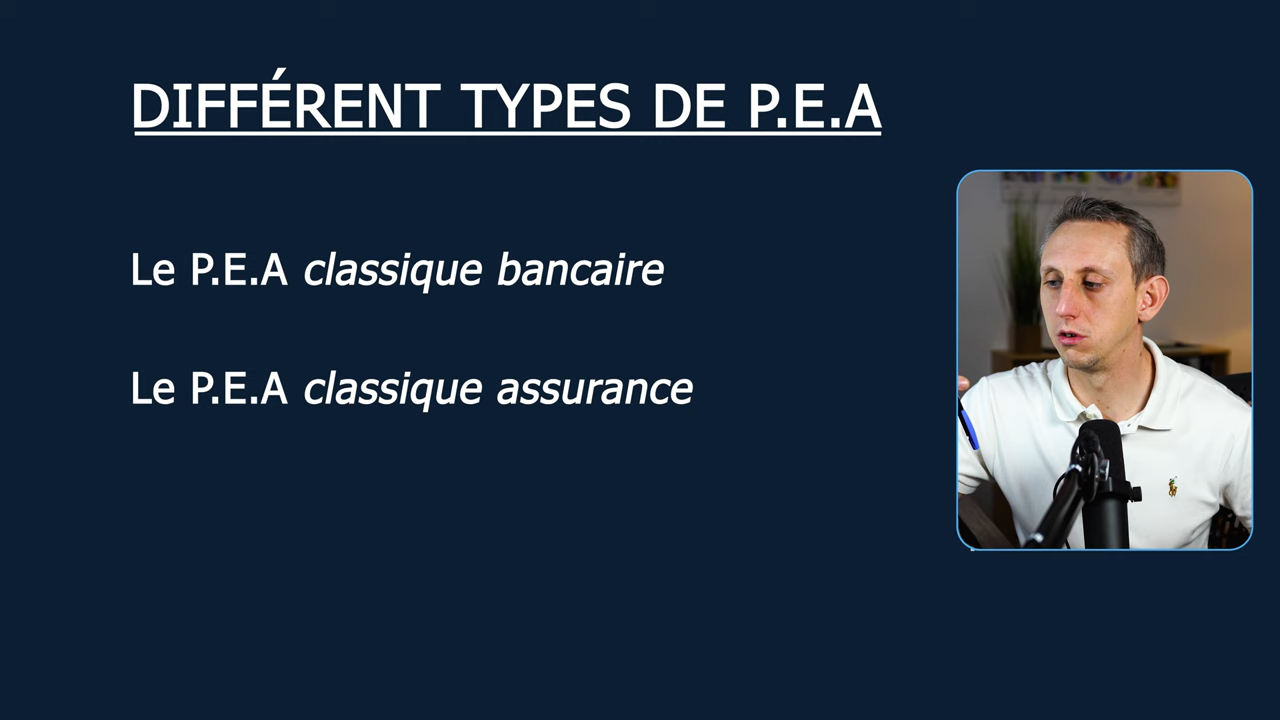 DIFFÉRENT TYPES DE P.E.A
Le P.E.A classique bancaire
Le P.E.A classique assurance